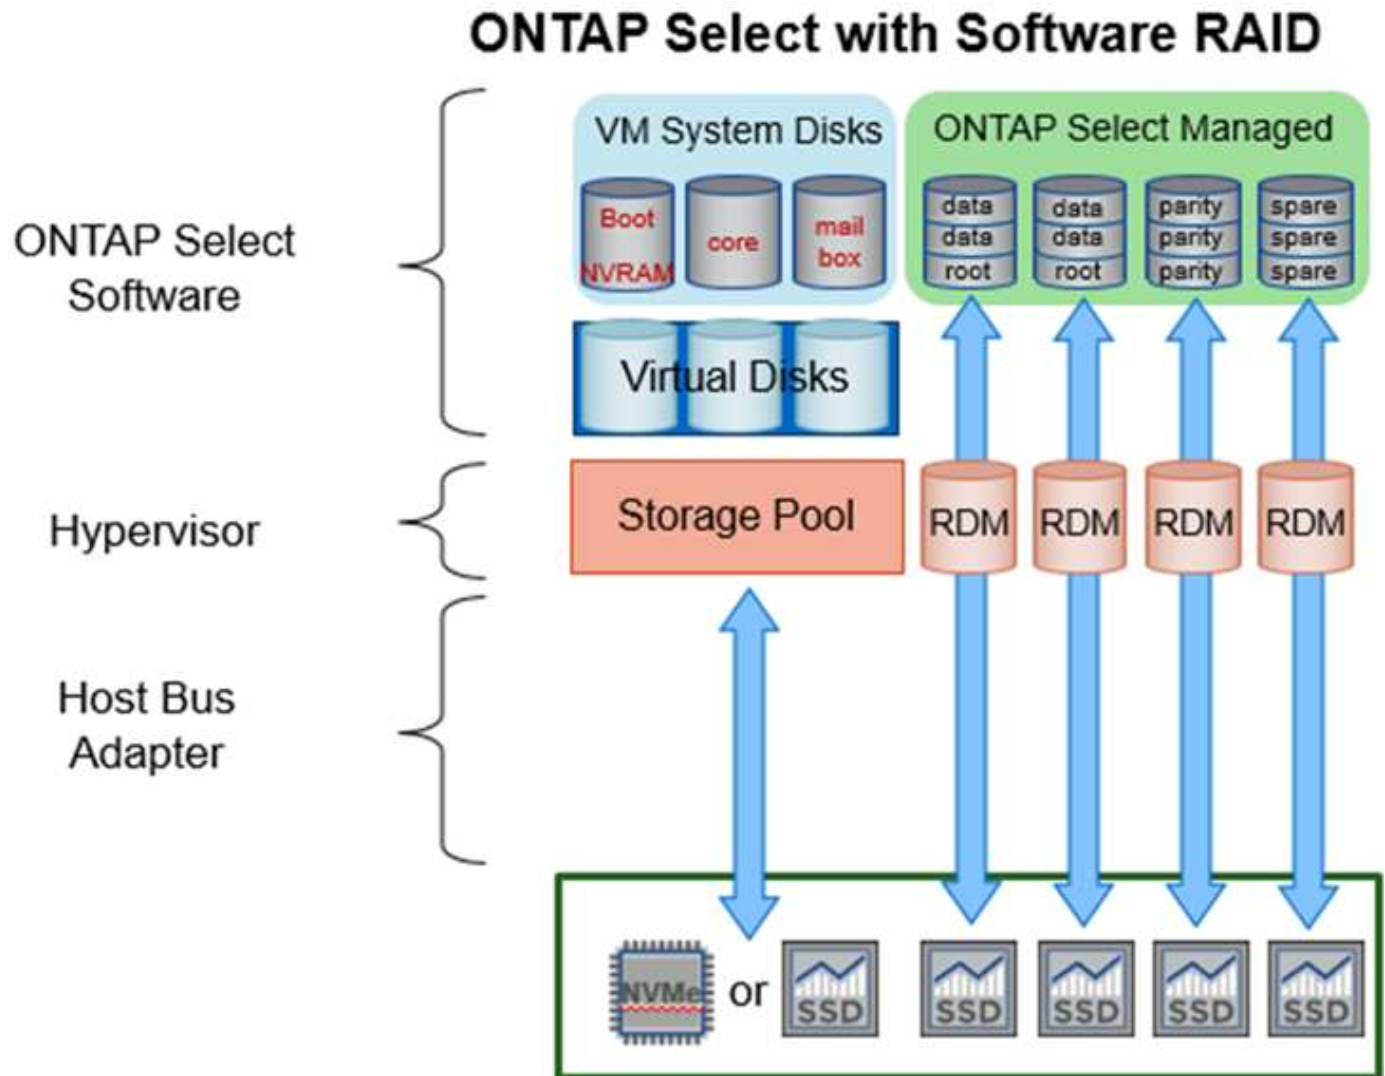 ONTAP Select with Software RAID
VM System Disks
ONTAP Select Managed
Boot
NVRAM
core
mail
box
data
data
root
data
data
root
parity
parity
parity
spare
spare
spare
ONTAP Select
Software
Virtual Disks
Hypervisor
Storage Pool
RDM
RDM
RDM
RDM
Host Bus
Adapter
NVMe
or
SSD
SSD
SSD
SSD
SSD